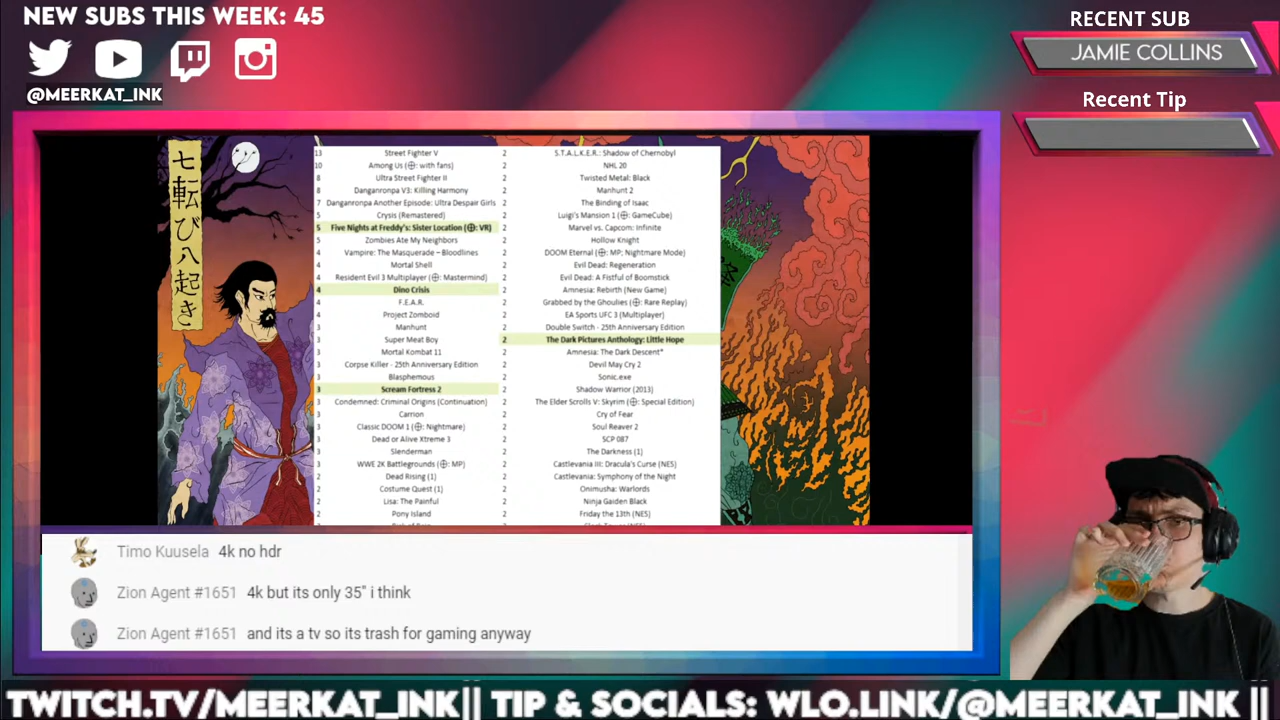 NEW SUBS THIS WEEK: 45
@MEERKAT_INK
RECENT SUB
JAMIE COLLINS
Recent Tip
七転び八起き
13 Street Fighter V
10 Among Us (🌐: with fans)
8 Ultra Street Fighter II
8 Danganronpa V3: Killing Harmony
7 Danganronpa Another Episode: Ultra Despair Girls
5 Crysis (Remastered)
5 Five Nights at Freddy's: Sister Location (🌐: VR)
5 Zombies Ate My Neighbors
4 Vampire: The Masquerade – Bloodlines
4 Mortal Shell
4 Resident Evil 3 Multiplayer (🌐: Mastermind)
4 Dino Crisis
4 F.E.A.R.
4 Project Zomboid
3 Manhunt
3 Super Meat Boy
3 Mortal Kombat 11
3 Corpse Killer - 25th Anniversary Edition
3 Blasphemous
3 Scream Fortress 2
3 Condemned: Criminal Origins (Continuation)
3 Carrion
3 Classic DOOM 1 (🌐: Nightmare)
3 Dead or Alive Xtreme 3
3 Slenderman
3 WWE 2K Battlegrounds (🌐: MP)
2 Dead Rising (1)
2 Costume Quest (1)
2 Lisa: The Painful
2 Pony Island
2 S.T.A.L.K.E.R.: Shadow of Chernobyl
2 NHL 20
2 Twisted Metal: Black
2 Manhunt 2
2 The Binding of Isaac
2 Luigi's Mansion 1 (🌐: GameCube)
2 Marvel vs. Capcom: Infinite
2 Hollow Knight
2 DOOM Eternal (🌐: MP; Nightmare Mode)
2 Evil Dead: Regeneration
2 Evil Dead: A Fistful of Boomstick
2 Amnesia: Rebirth (New Game)
2 Grabbed by the Ghoulies (🌐: Rare Replay)
2 EA Sports UFC 3 (Multiplayer)
2 Double Switch - 25th Anniversary Edition
2 The Dark Pictures Anthology: Little Hope
2 Amnesia: The Dark Descent*
2 Devil May Cry 2
2 Sonic.exe
2 Shadow Warrior (2013)
2 The Elder Scrolls V: Skyrim (🌐: Special Edition)
2 Cry of Fear
2 Soul Reaver 2
2 SCP 087
2 The Darkness (1)
2 Castlevania III: Dracula's Curse (NES)
2 Castlevania: Symphony of the Night
2 Onimusha: Warlords
2 Ninja Gaiden Black
2 Friday the 13th (NES)
Timo Kuusela 4k no hdr
Zion Agent #1651 4k but its only 35" i think
Zion Agent #1651 and its a tv so its trash for gaming anyway
TWITCH.TV/MEERKAT_INK|| TIP & SOCIALS: WLO.LINK/@MEERKAT_INK ||